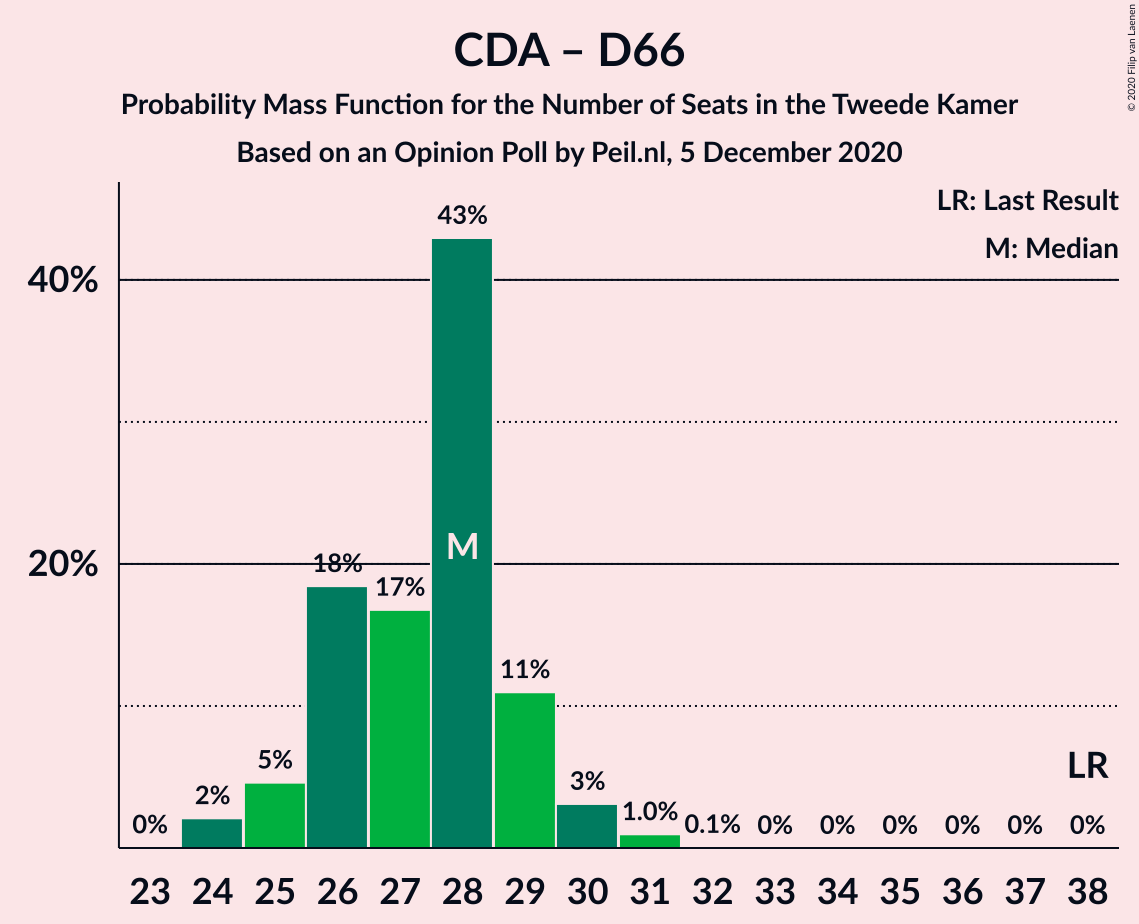 CDA – D66
Probability Mass Function for the Number of Seats in the Tweede Kamer
Based on an Opinion Poll by Peil.nl, 5 December 2020
© 2020 Filip van Laenen
LR: Last Result
M: Median
40%
20%
0%
2%
5%
18%
17%
43%
M
11%
3%
1.0%
0.1%
0%
0%
0%
0%
0%
0%
LR
23 24 25 26 27 28 29 30 31 32 33 34 35 36 37 38